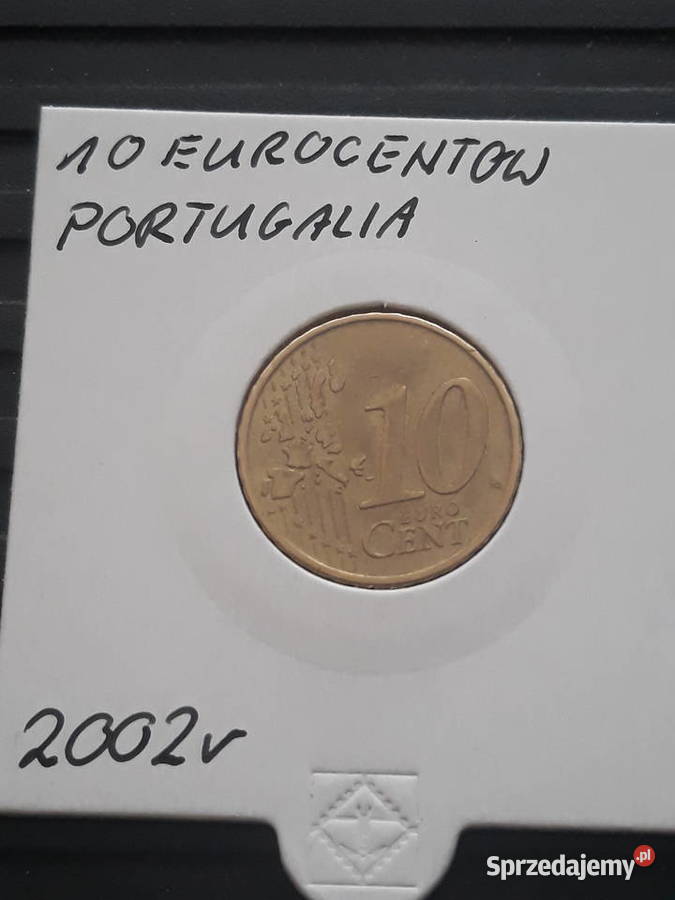 10 EUROCENTOW
PORTUGALIA
10
EURO
CENT
2002r
Sprzedajemy.pl